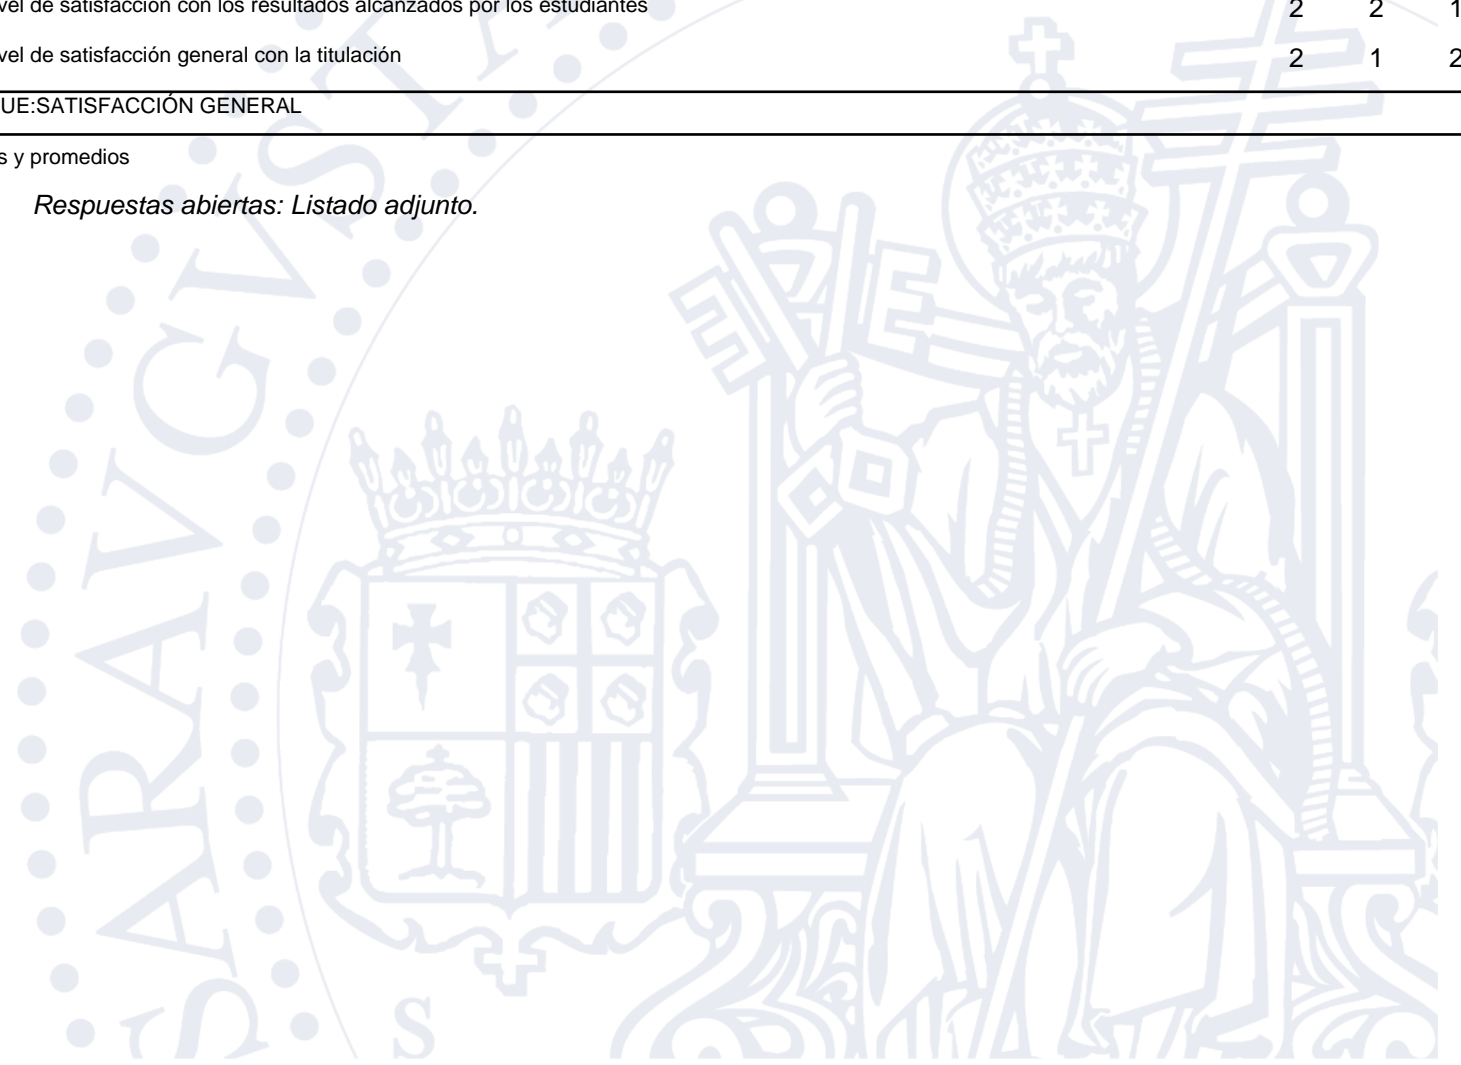 vel de satisfacción con los resultados alcanzados por los estudiantes 2 2 1
vel de satisfacción general con la titulación 2 1 2
UE:SATISFACCIÓN GENERAL
s y promedios
Respuestas abiertas: Listado adjunto.
SARAVGVSTA
S